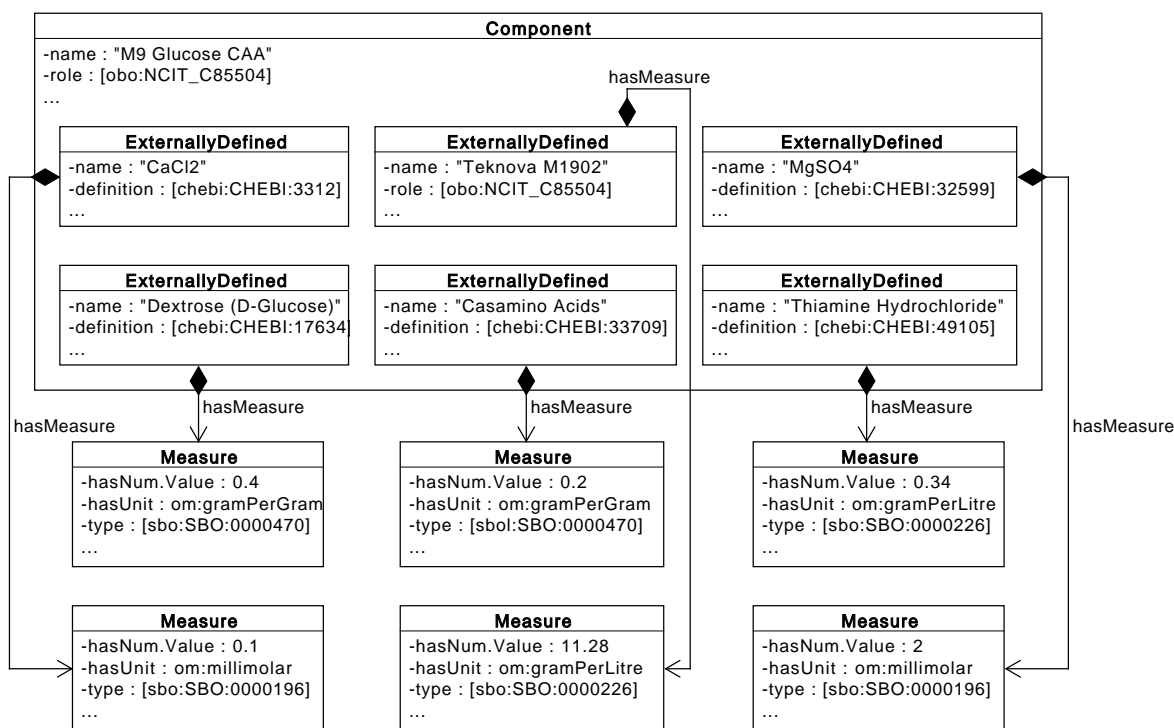 Component
-name : "M9 Glucose CAA"
-role : [obo:NCIT_C85504]
...
hasMeasure
ExternallyDefined
-name : "CaCl2"
-definition : [chebi:CHEBI:3312]
...
ExternallyDefined
-name : "Teknova M1902"
-role : [obo:NCIT_C85504]
...
ExternallyDefined
-name : "MgSO4"
-definition : [chebi:CHEBI:32599]
...
ExternallyDefined
-name : "Dextrose (D-Glucose)"
-definition : [chebi:CHEBI:17634]
...
ExternallyDefined
-name : "Casamino Acids"
-definition : [chebi:CHEBI:33709]
...
ExternallyDefined
-name : "Thiamine Hydrochloride"
-definition : [chebi:CHEBI:49105]
...
hasMeasure
hasMeasure
hasMeasure
hasMeasure
hasMeasure
Measure
-hasNum.Value : 0.4
-hasUnit : om:gramPerGram
-type : [sbo:SBO:0000470]
...
Measure
-hasNum.Value : 0.2
-hasUnit : om:gramPerGram
-type : [sbol:SBO:0000470]
...
Measure
-hasNum.Value : 0.34
-hasUnit : om:gramPerLitre
-type : [sbo:SBO:0000226]
...
Measure
-hasNum.Value : 0.1
-hasUnit : om:millimolar
-type : [sbo:SBO:0000196]
...
Measure
-hasNum.Value : 11.28
-hasUnit : om:gramPerLitre
-type : [sbo:SBO:0000226]
...
Measure
-hasNum.Value : 2
-hasUnit : om:millimolar
-type : [sbo:SBO:0000196]
...